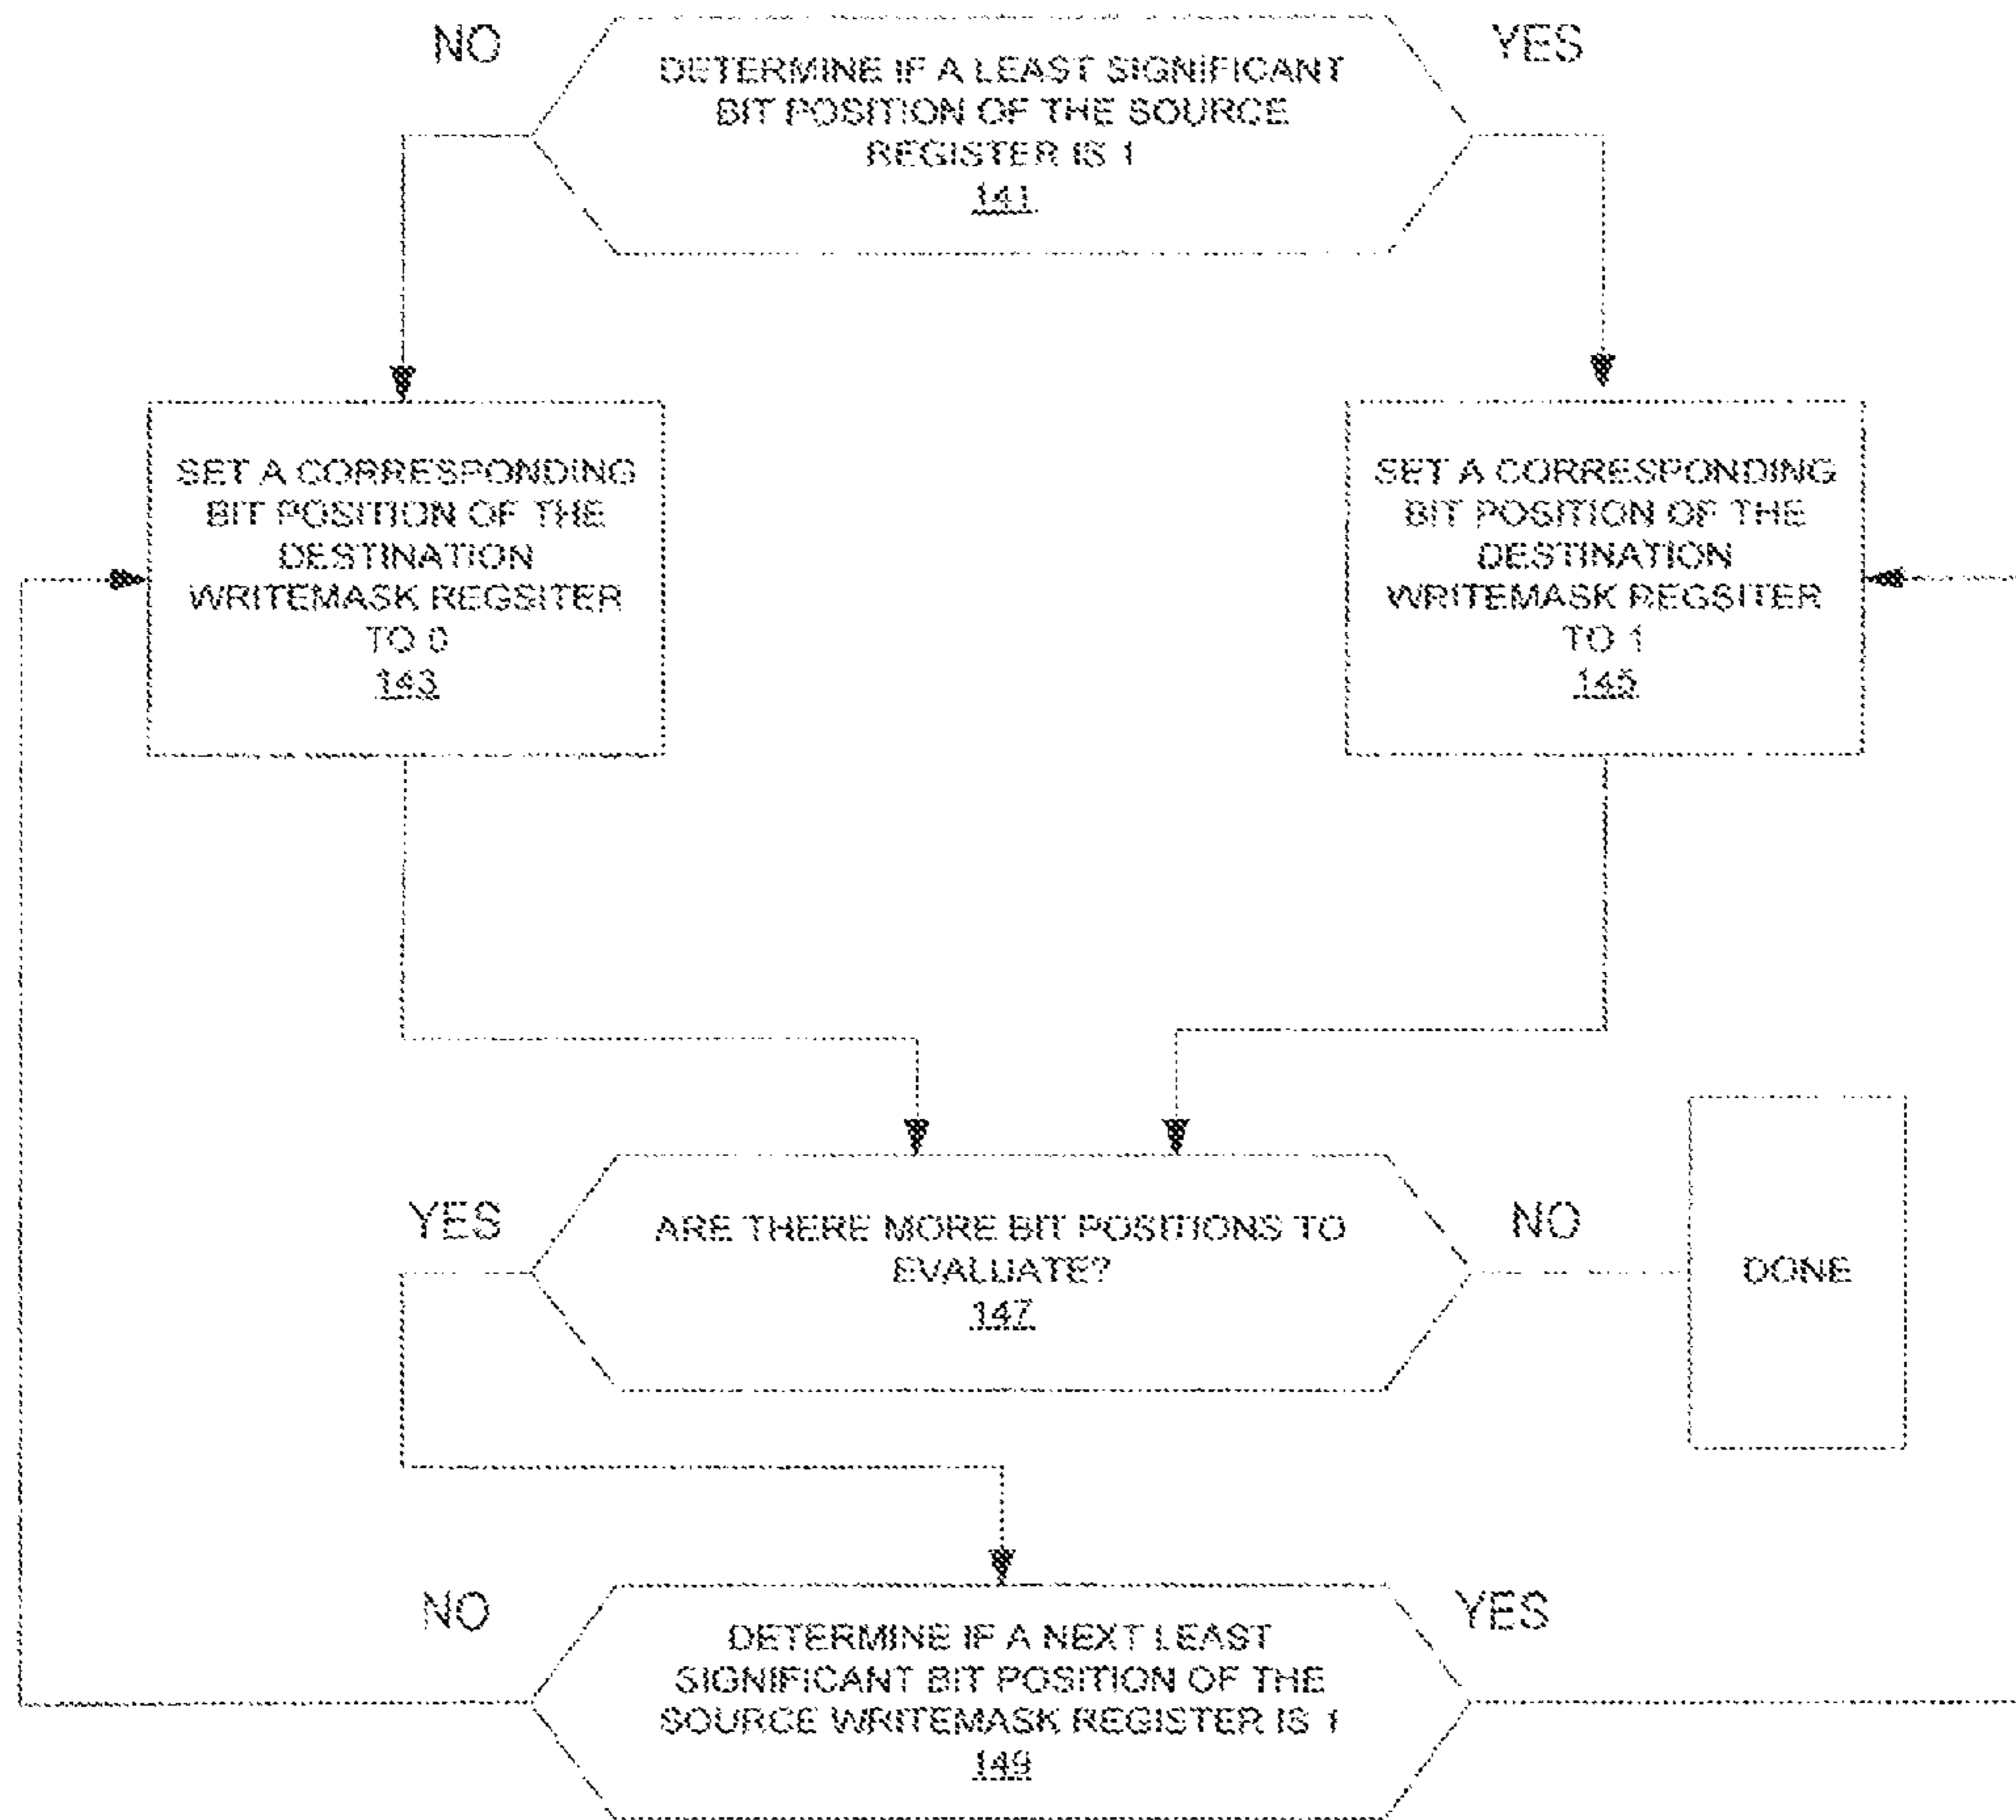 NO
YES
DETERMINE IF A LEAST SIGNIFICANT
BIT POSITION OF THE SOURCE
REGISTER IS 1
141
SET A CORRESPONDING
BIT POSITION OF THE
DESTINATION
WRITEMASK REGSITER
TO 0
143
SET A CORRESPONDING
BIT POSITION OF THE
DESTINATION
WRITEMASK REGSITER
TO 1
145
YES
ARE THERE MORE BIT POSITIONS TO
EVALUATE?
147
NO
DONE
NO
YES
DETERMINE IF A NEXT LEAST
SIGNIFICANT BIT POSITION OF THE
SOURCE WRITEMASK REGISTER IS 1
149